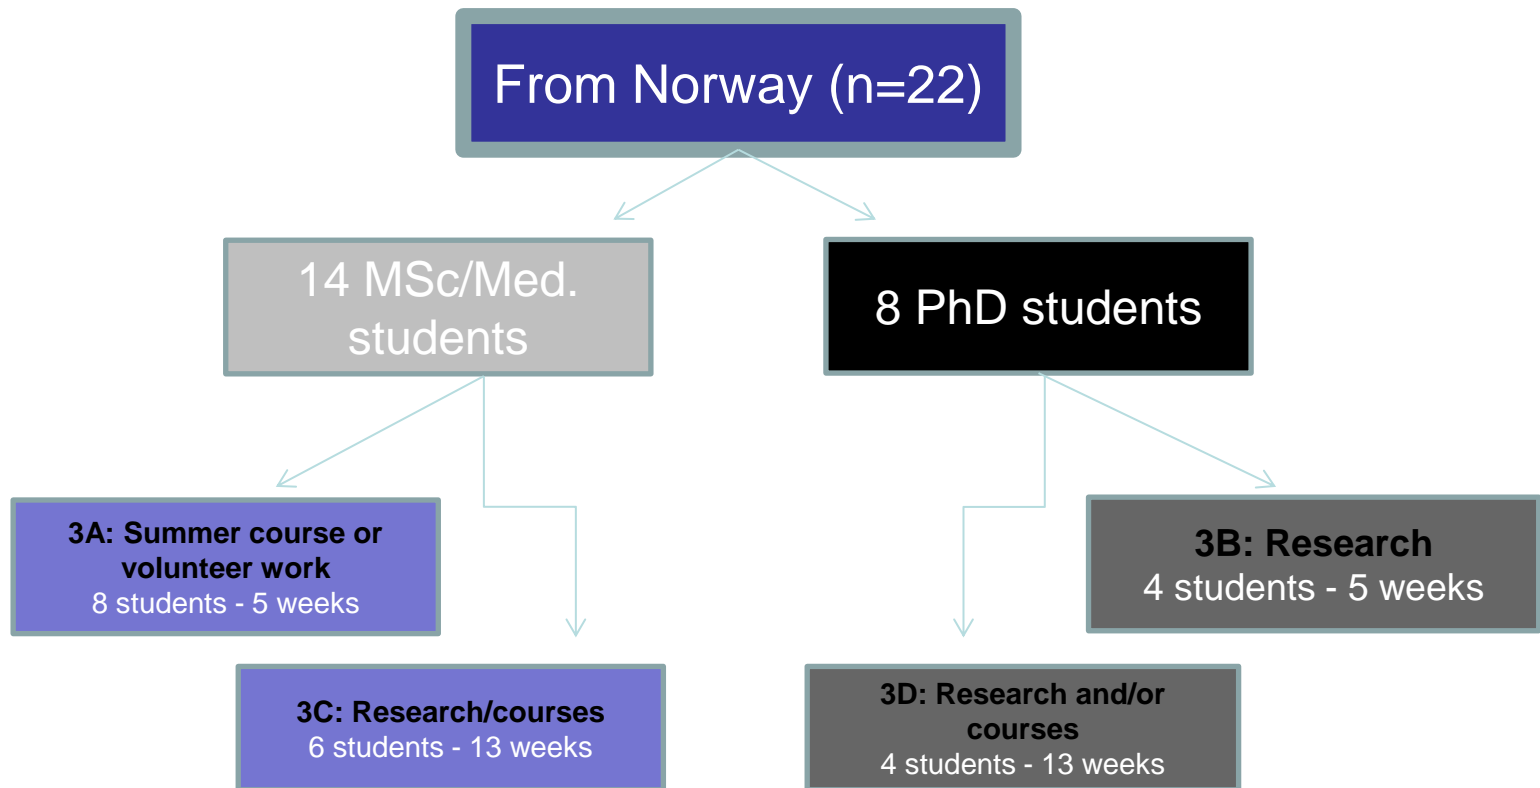 From Norway (n=22)
14 MSc/Med.
students
8 PhD students
3A: Summer course or
volunteer work
8 students - 5 weeks
3B: Research
4 students - 5 weeks
3C: Research/courses
6 students - 13 weeks
3D: Research and/or
courses
4 students - 13 weeks